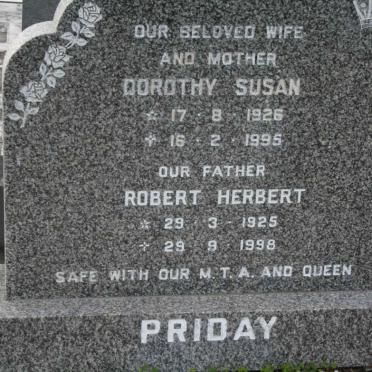 OUR BELOVED WIFE
AND MOTHER
DOROTHY SUSAN
☆ 17 · 8 · 1926
✝ 16 · 2 · 1995
OUR FATHER
ROBERT HERBERT
☆ 29 · 3 · 1925
✝ 29 · 9 · 1998
SAFE WITH OUR M.T.A. AND QUEEN
PRIDAY